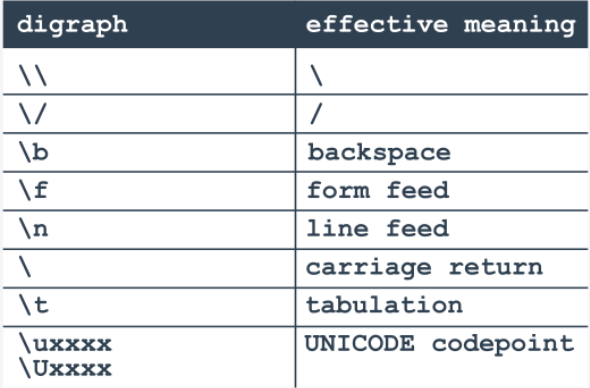 digraph effective meaning
\\ \
\/ /
\b backspace
\f form feed
\n line feed
\ carriage return
\t tabulation
\uxxxx UNICODE codepoint
\Uxxxx